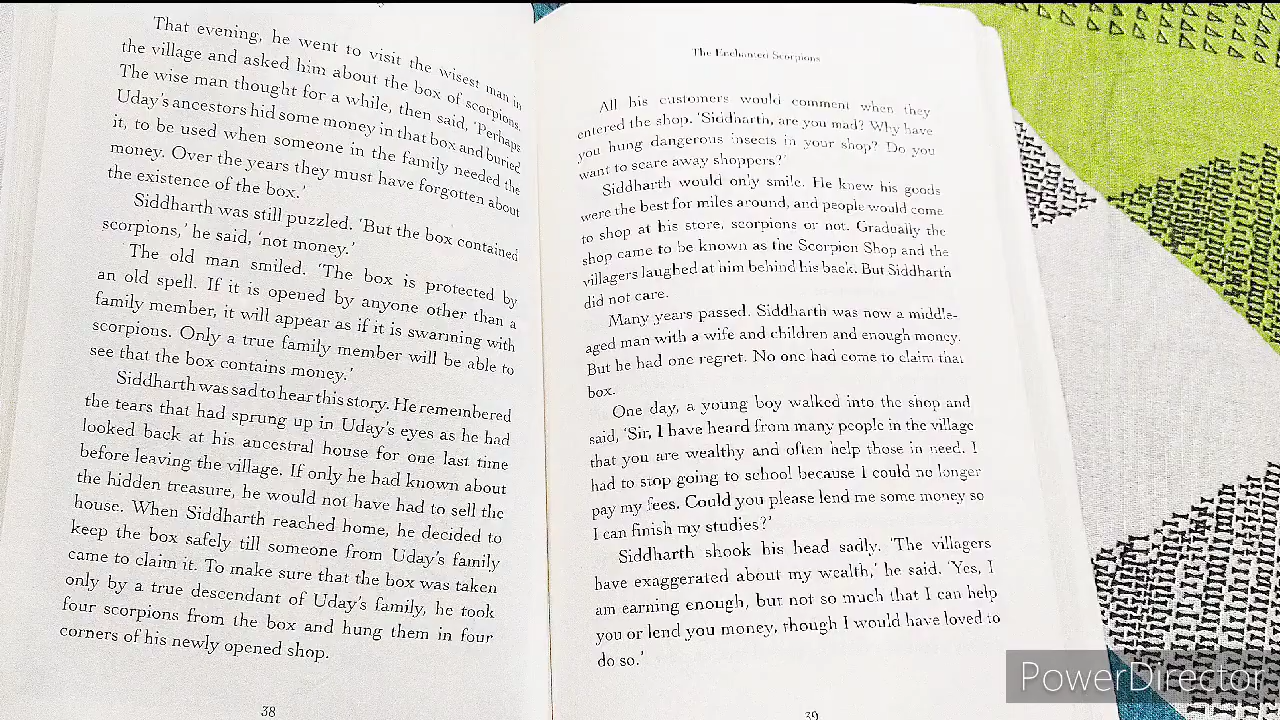 That evening, he went to visit the wisest man in
the village and asked him about the box of scorpions.
The wise man thought for a while, then said, 'Perhaps
Uday's ancestors hid some money in that box and buried
it, to be used when someone in the family needed the
money. Over the years they must have forgotten about
the existence of the box.'
Siddharth was still puzzled, 'But the box contained
scorpions,' he said, 'not money.'
The old man smiled. 'The box is protected by
an old spell. If it is opened by anyone other than a
family member, it will appear as if it is swarming with
scorpions. Only a true family member will be able to
see that the box contains money.'
Siddharth was sad to hear this story. He remembered
the tears that had sprung up in Uday's eyes as he had
looked back at his ancestral house for one last time
before leaving the village. If only he had known about
the hidden treasure, he would not have had to sell the
house. When Siddharth reached home, he decided to
keep the box safely till someone from Uday's family
came to claim it. To make sure that the box was taken
only by a true descendant of Uday's family, he took
four scorpions from the box and hung them in four
corners of his newly opened shop.
38
The Enchanted Scorpions
All his customers would comment when they
entered the shop. 'Siddharth, are you mad? Why have
you hung dangerous insects in your shop? Do you
want to scare away shoppers?'
Siddharth would only smile. He knew his goods
were the best for miles around, and people would come
to shop at his store, scorpions or not. Gradually the
shop came to be known as the Scorpion Shop and the
villagers laughed at him behind his back. But Siddharth
did not care.
Many years passed. Siddharth was now a middle-
aged man with a wife and children and enough money.
But he had one regret. No one had come to claim that
box.
One day, a young boy walked into the shop and
said, 'Sir, I have heard from many people in the village
that you are wealthy and often help those in need. I
had to stop going to school because I could no longer
pay my fees. Could you please lend me some money so
I can finish my studies?'
Siddharth shook his head sadly. 'The villagers
have exaggerated about my wealth,' he said. 'Yes, I
am earning enough, but not so much that I can help
you or lend you money, though I would have loved to
do so.'
39
PowerDirector